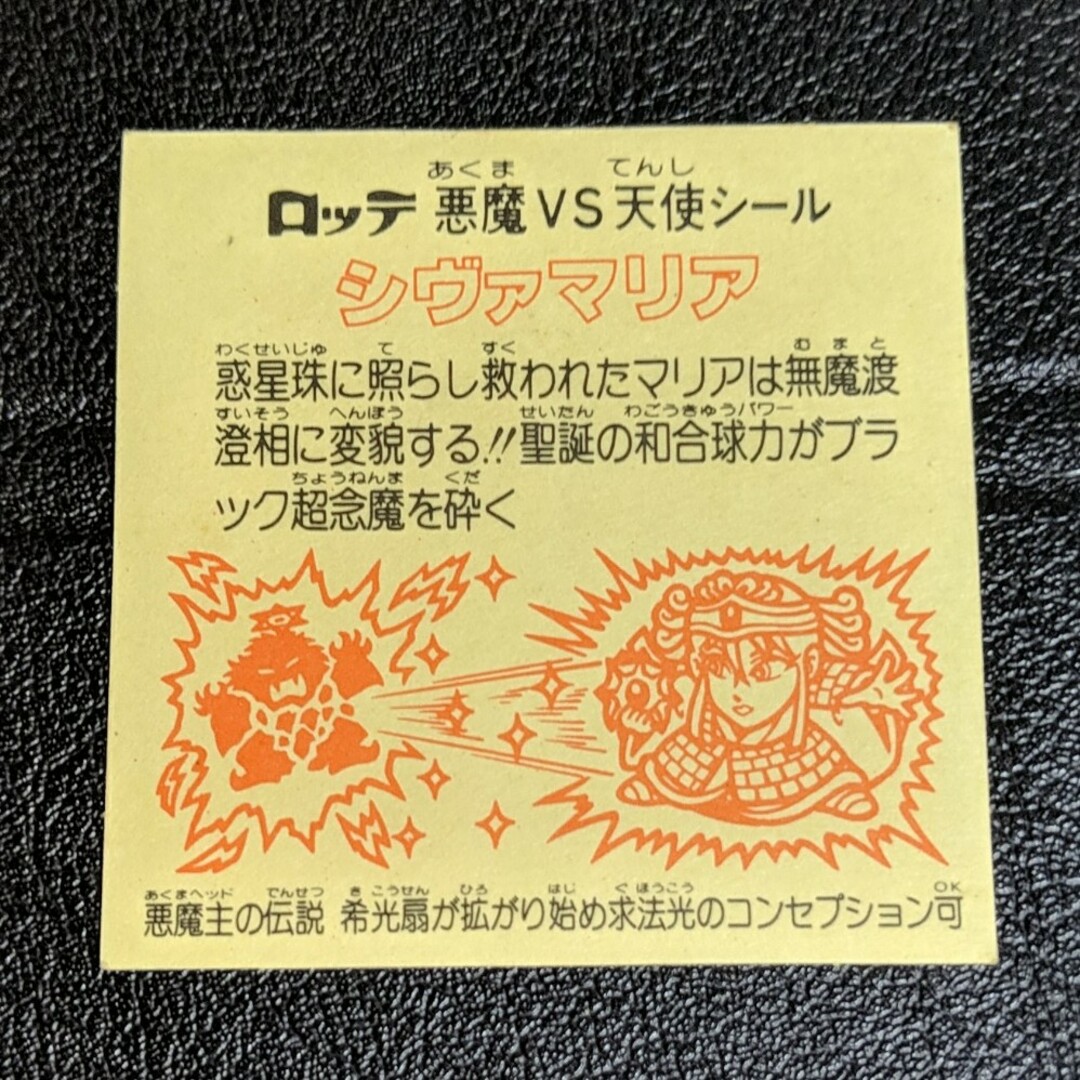 あくま てんし
ロッテ 悪魔VS天使シール
シヴァマリア
わくせいじゅ て すく むまと
惑星珠に照らし救われたマリアは無魔渡
すいそう へんぼう せいたん わごうきゅうパワー
澄相に変貌する!!聖誕の和合球力がブラ
ちょうねんま くだ
ック超念魔を砕く
あくまヘッド でんせつ き こうせん ひろ はじ ぐ ほうこう OK
悪魔主の伝説 希光扇が拡がり始め求法光のコンセプション可